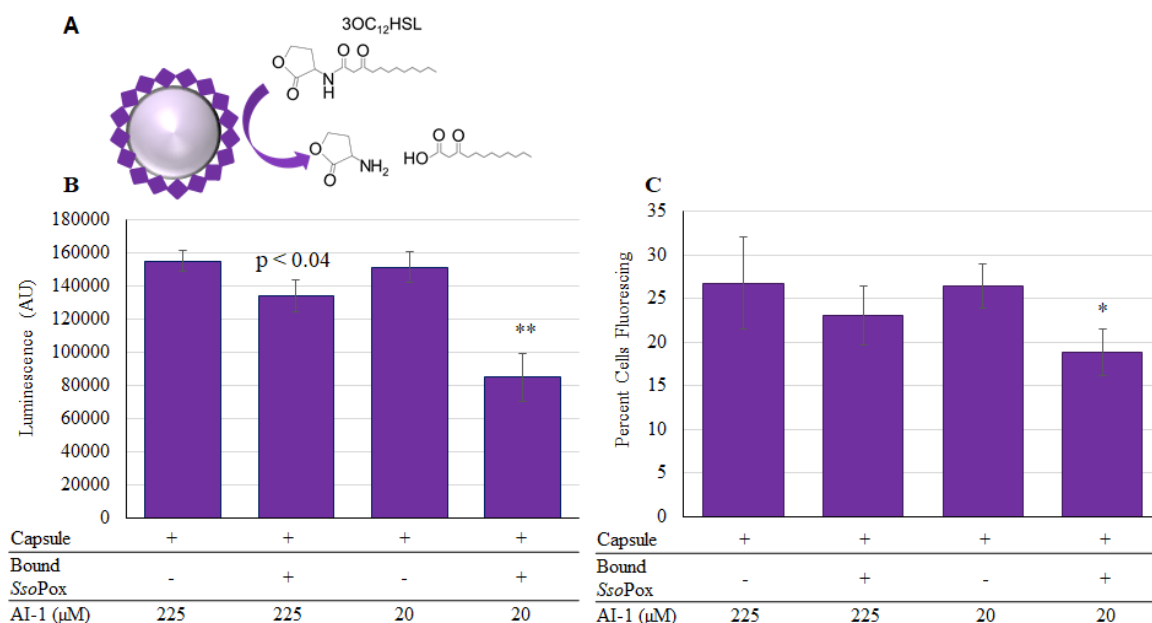 A
3OC₁₂HSL
O
O
N
H
O
O
O
O
NH₂
O
HO
O
O
B
180000
160000
140000
120000
100000
80000
60000
40000
20000
0
Luminescence (AU)
p < 0.04
**
Capsule + + + +
Bound
SsoPox - + - +
AI-1 (μM) 225 225 20 20
C
35
30
25
20
15
10
5
0
Percent Cells Fluorescing
*
Capsule + + + +
Bound
SsoPox - + - +
AI-1 (μM) 225 225 20 20